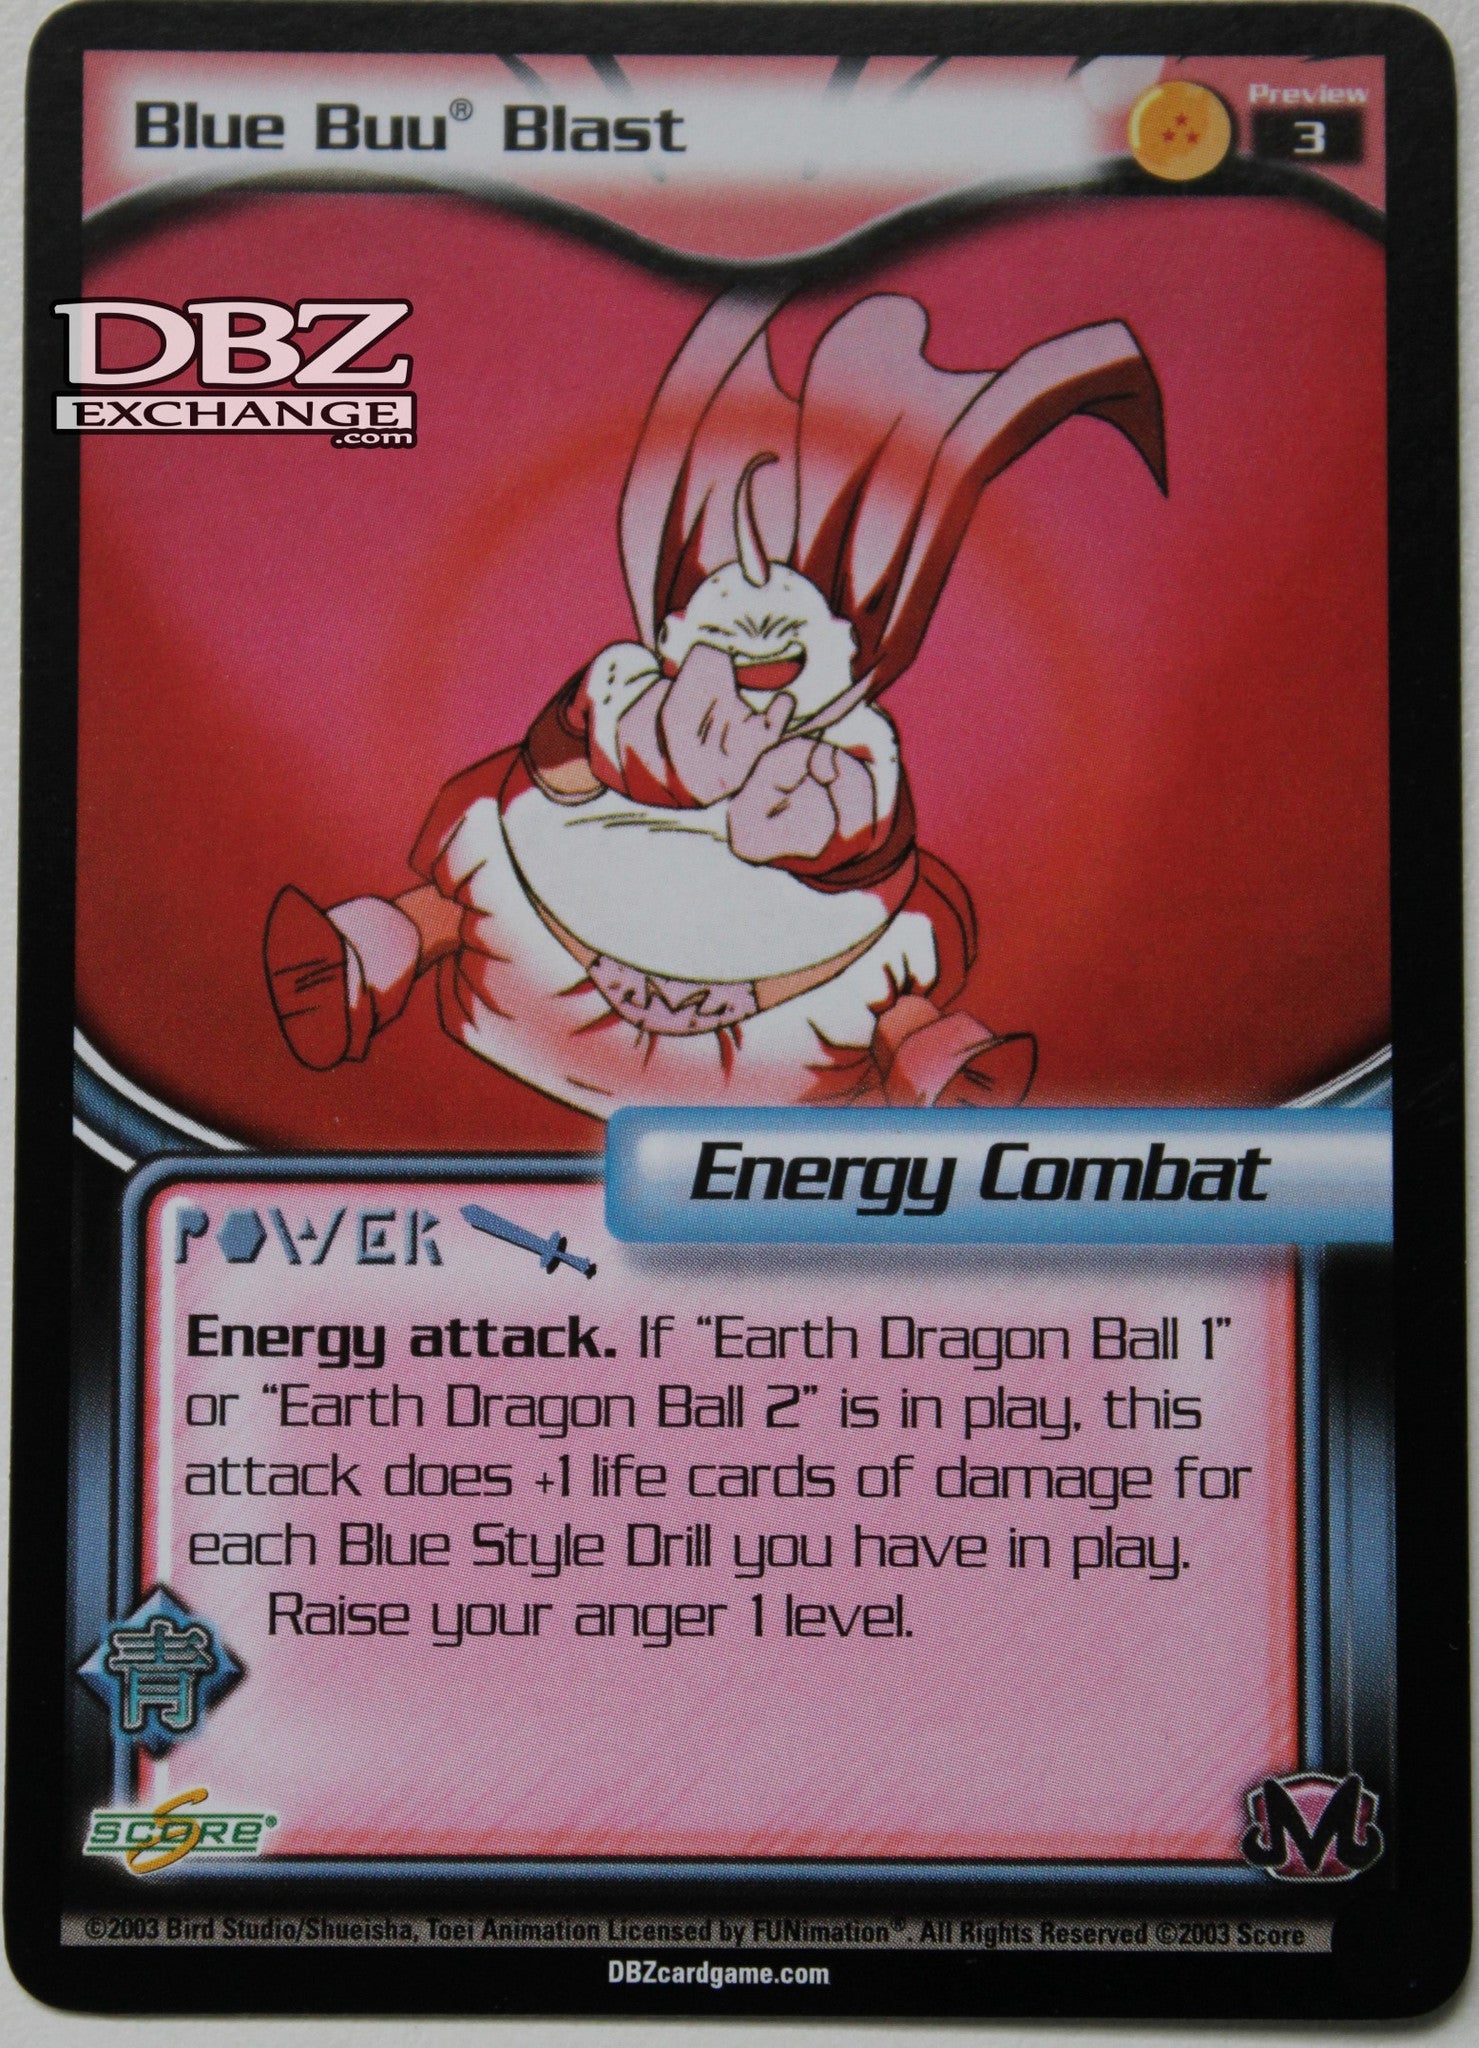 Blue Buu® Blast
Preview
3
DBZ
EXCHANGE
.com
Energy Combat
POWER
Energy attack. If “Earth Dragon Ball 1”
or “Earth Dragon Ball 2” is in play, this
attack does +1 life cards of damage for
each Blue Style Drill you have in play.
Raise your anger 1 level.
青
SCORE®
M
©2003 Bird Studio/Shueisha, Toei Animation Licensed by FUNimation®. All Rights Reserved ©2003 Score
DBZcardgame.com